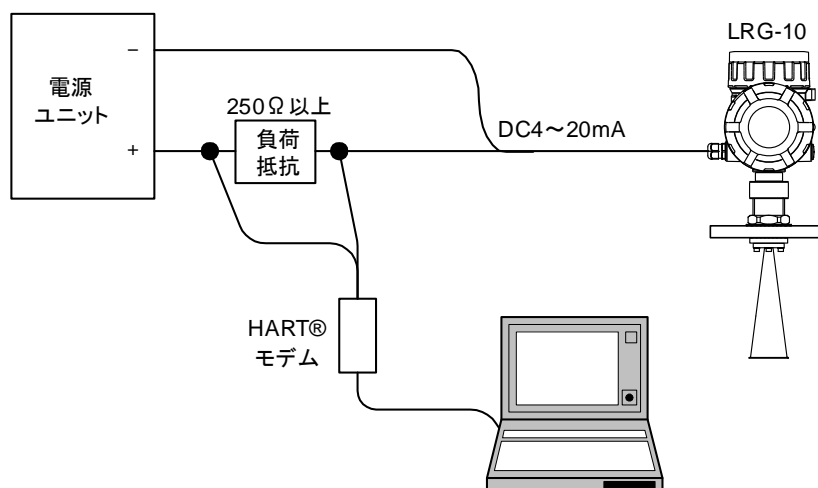 LRG-10
−
電源
ユニット
250Ω以上
+
負荷
抵抗
DC4～20mA
HART®
モデム